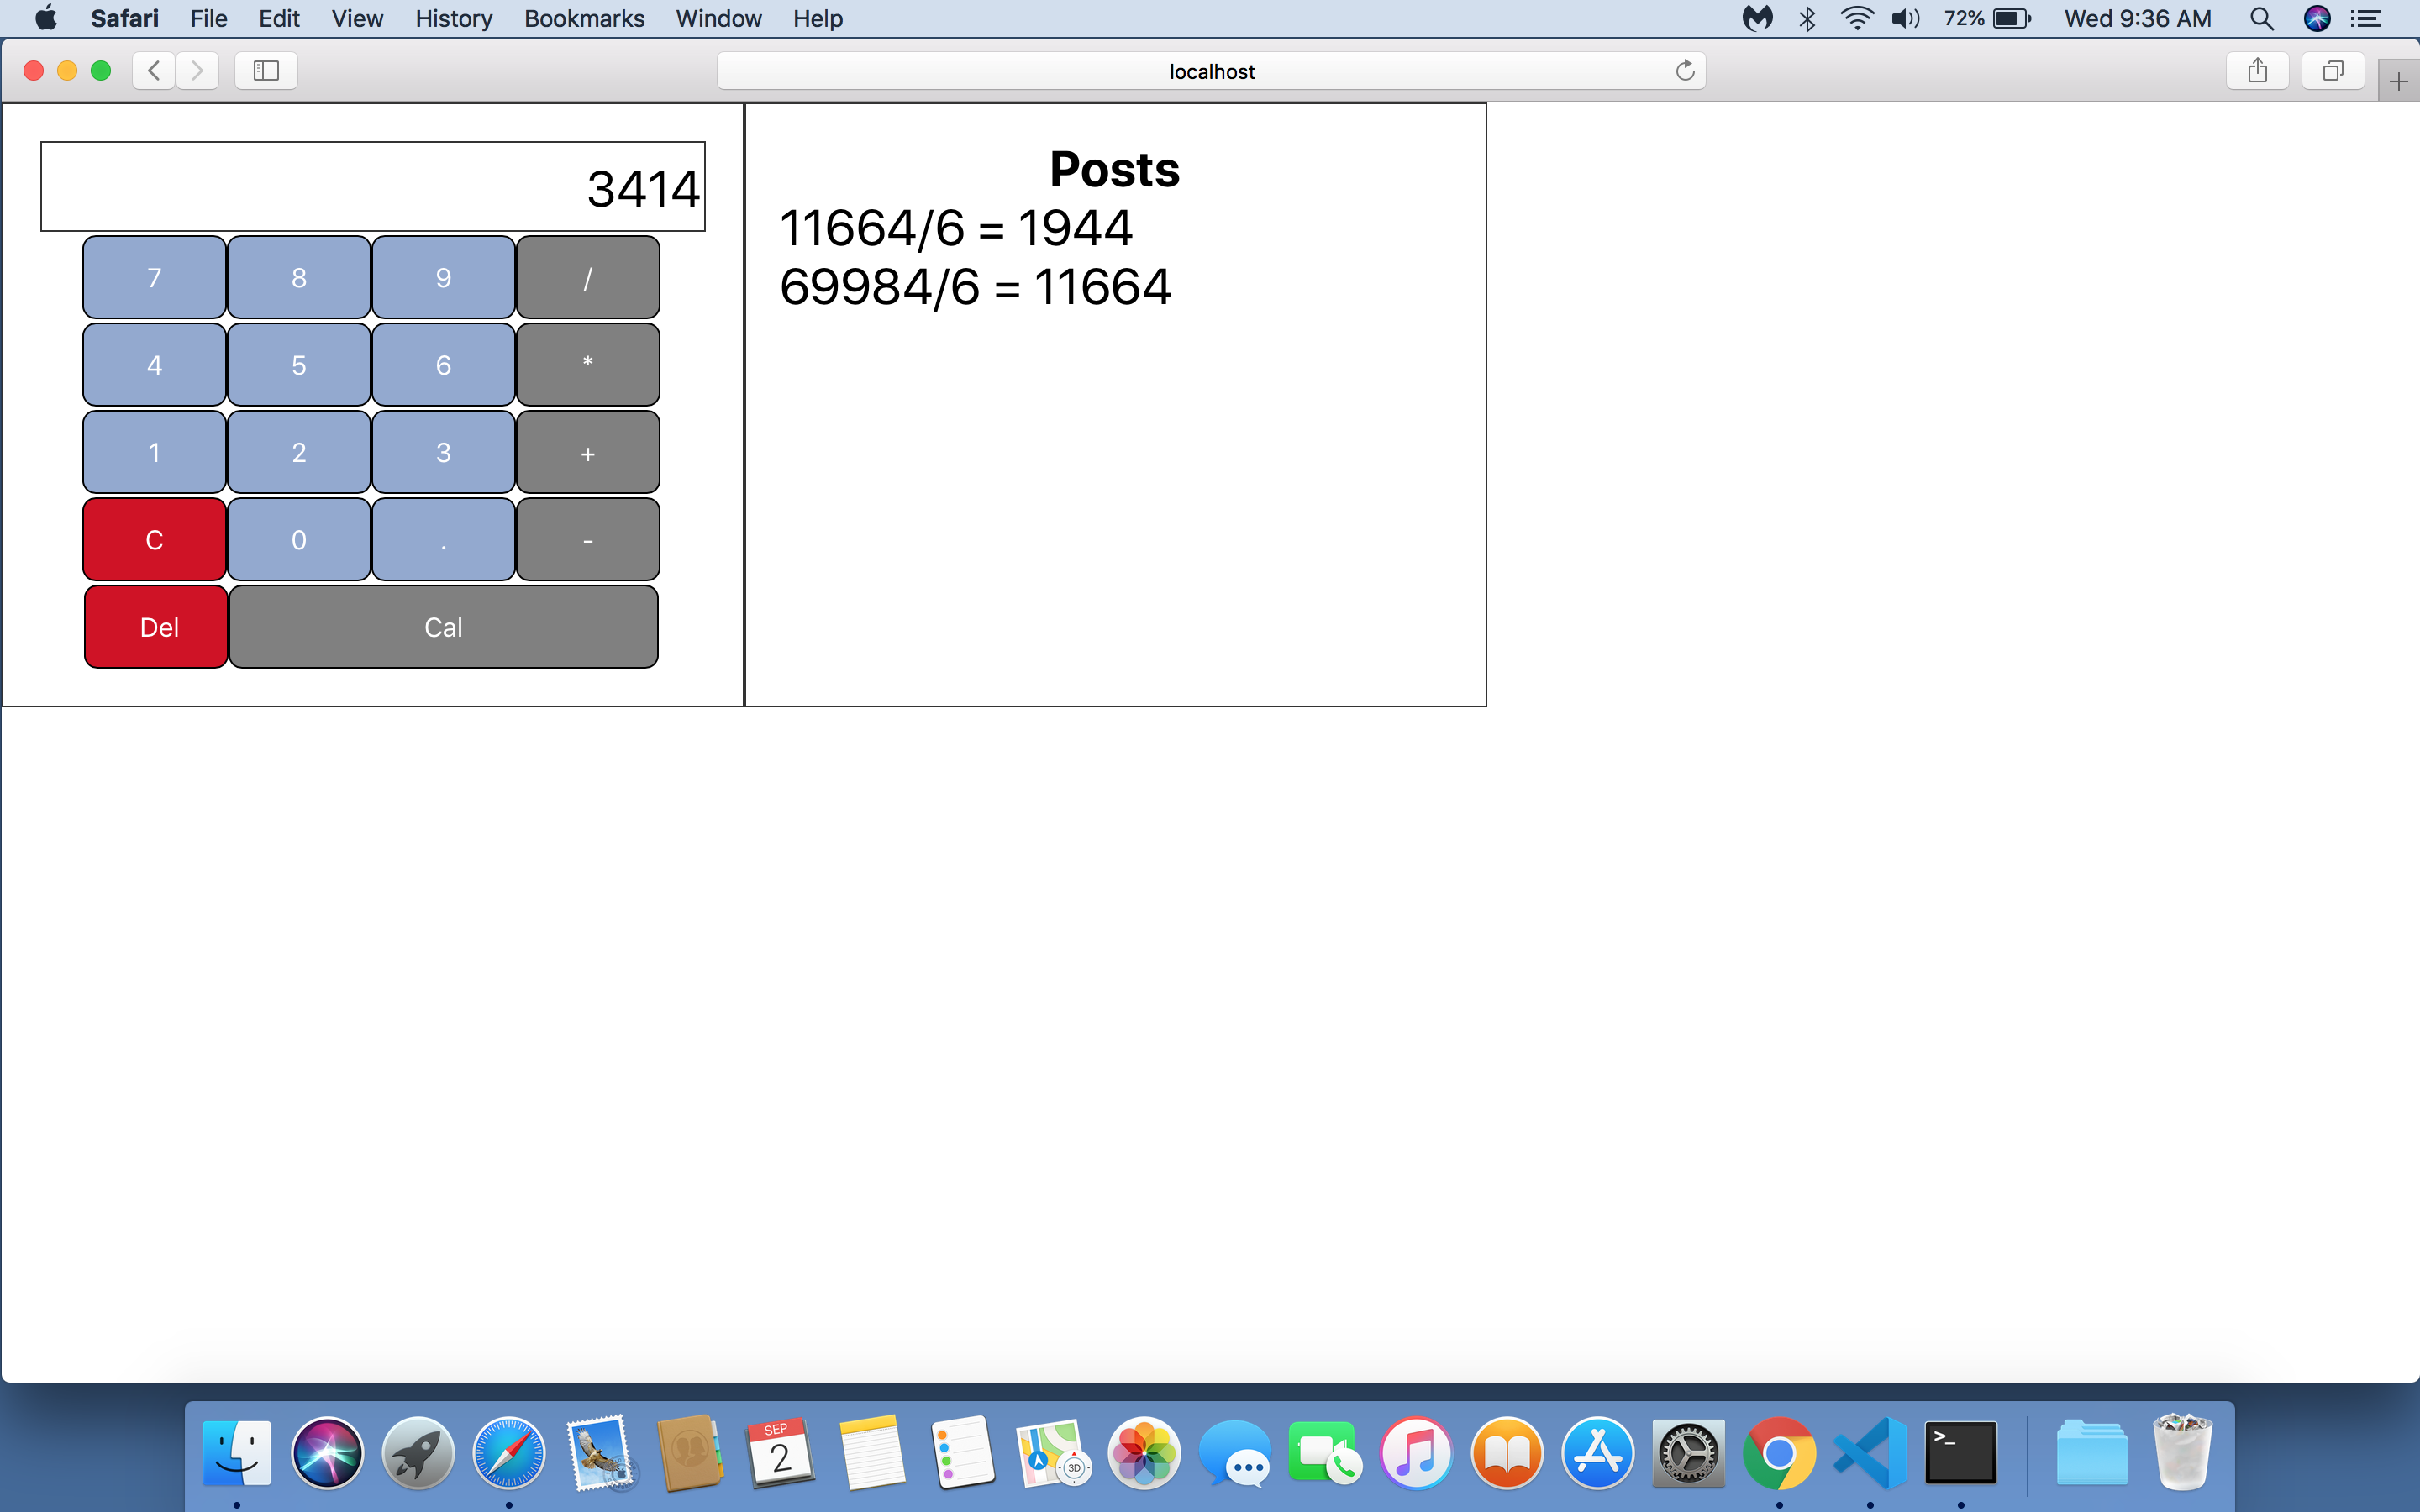 Safari File Edit View History Bookmarks Window Help 72% Wed 9:36 AM
localhost
3414
7 8 9 /
4 5 6 *
1 2 3 +
C 0 . -
Del Cal
Posts
11664/6 = 1944
69984/6 = 11664
SEP
2
3D
>_